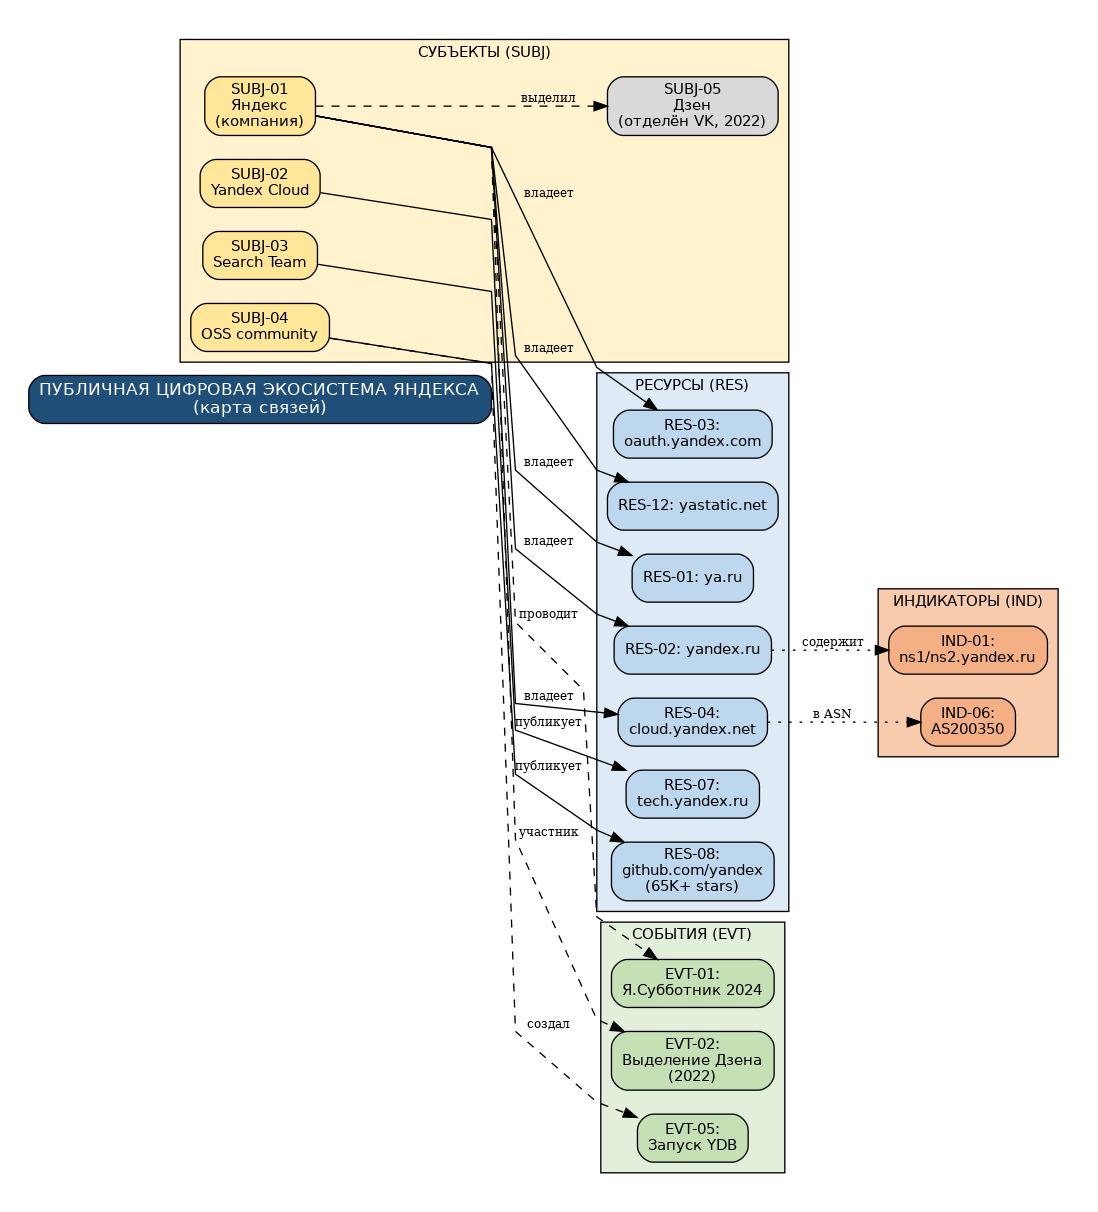 СУБЪЕКТЫ (SUBJ)
SUBJ-01
Яндекс
(компания)
выделил
SUBJ-05
Дзен
(отделён VK, 2022)
SUBJ-02
Yandex Cloud
владеет
SUBJ-03
Search Team
SUBJ-04
OSS community
владеет
ПУБЛИЧНАЯ ЦИФРОВАЯ ЭКОСИСТЕМА ЯНДЕКСА
(карта связей)
РЕСУРСЫ (RES)
RES-03:
oauth.yandex.com
владеет
RES-12: yastatic.net
владеет
RES-01: ya.ru
проводит
RES-02: yandex.ru
содержит
ИНДИКАТОРЫ (IND)
IND-01:
ns1/ns2.yandex.ru
владеет
RES-04:
cloud.yandex.net
в ASN
IND-06:
AS200350
публикует
RES-07:
tech.yandex.ru
публикует
RES-08:
github.com/yandex
(65K+ stars)
участник
СОБЫТИЯ (EVT)
EVT-01:
Я.Субботник 2024
создал
EVT-02:
Выделение Дзена
(2022)
EVT-05:
Запуск YDB